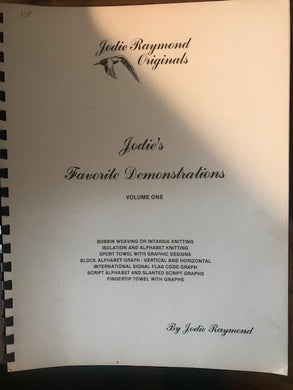 Jodie Raymond
Originals
Jodie's
Favorite Demonstrations
VOLUME ONE
BOBBIN WEAVING OR INTARSIA KNITTING
ISOLATION AND ALPHABET KNITTING
SPORT TOWEL WITH GRAPHIC DESIGNS
BLOCK ALPHABET GRAPH - VERTICAL AND HORIZONTAL
INTERNATIONAL SIGNAL FLAG CODE GRAPH
SCRIPT ALPHABET AND SLANTED SCRIPT GRAPHS
FINGERTIP TOWEL WITH GRAPHS
By Jodie Raymond